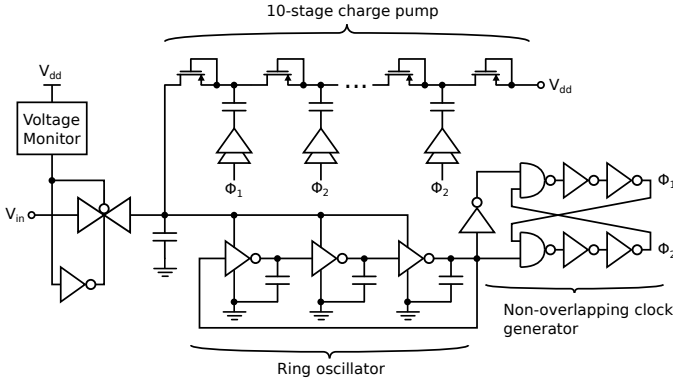 10-stage charge pump
V_dd
Voltage
Monitor
...
V_dd
Φ_1
Φ_2
Φ_2
Φ_1
V_in
Φ_2
Non-overlapping clock
generator
Ring oscillator